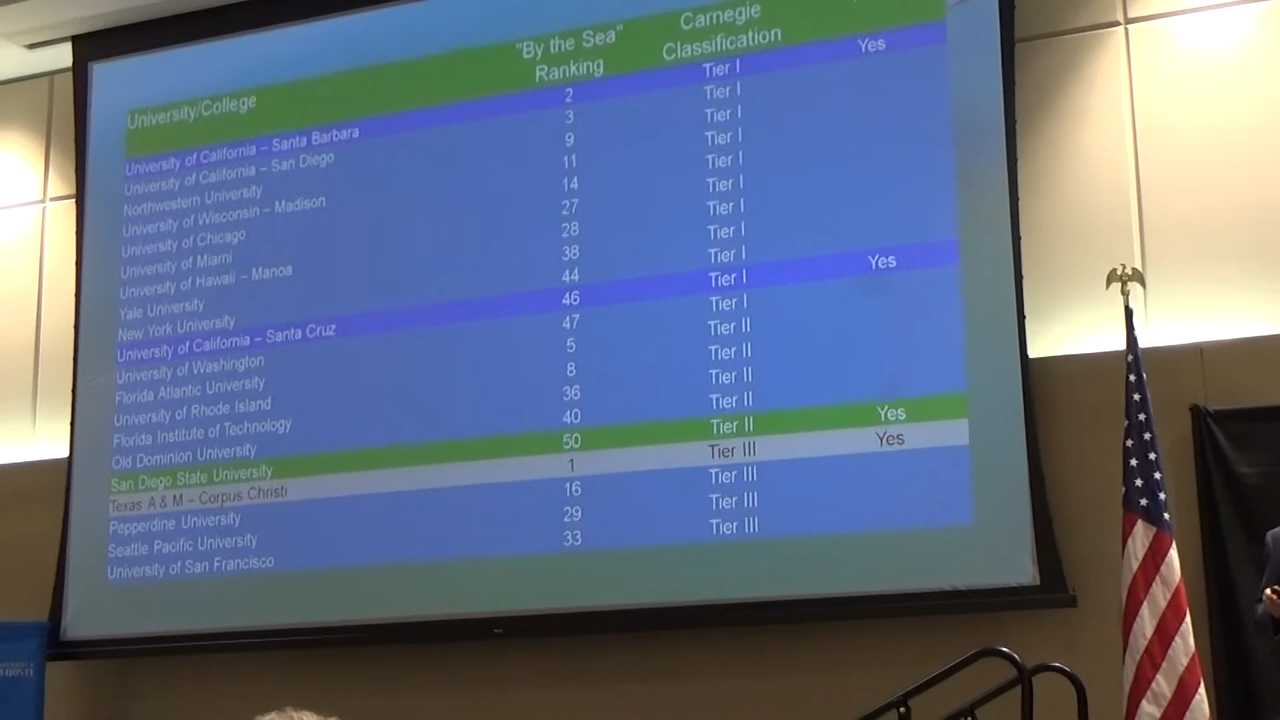 "By the Sea" Carnegie
University/College Ranking Classification
University of California – Santa Barbara 2 Tier I Yes
University of California – San Diego 3 Tier I
Northwestern University 9 Tier I
University of Wisconsin – Madison 11 Tier I
University of Chicago 14 Tier I
University of Miami 27 Tier I
University of Hawaii – Manoa 28 Tier I
Yale University 38 Tier I
New York University 44 Tier I
University of California – Santa Cruz 46 Tier I Yes
University of Washington 47 Tier I
Florida Atlantic University 5 Tier II
University of Rhode Island 8 Tier II
Florida Institute of Technology 36 Tier II
Old Dominion University 40 Tier II
San Diego State University 50 Tier II Yes
Texas A & M – Corpus Christi 1 Tier III Yes
Pepperdine University 16 Tier III
Seattle Pacific University 29 Tier III
University of San Francisco 33 Tier III